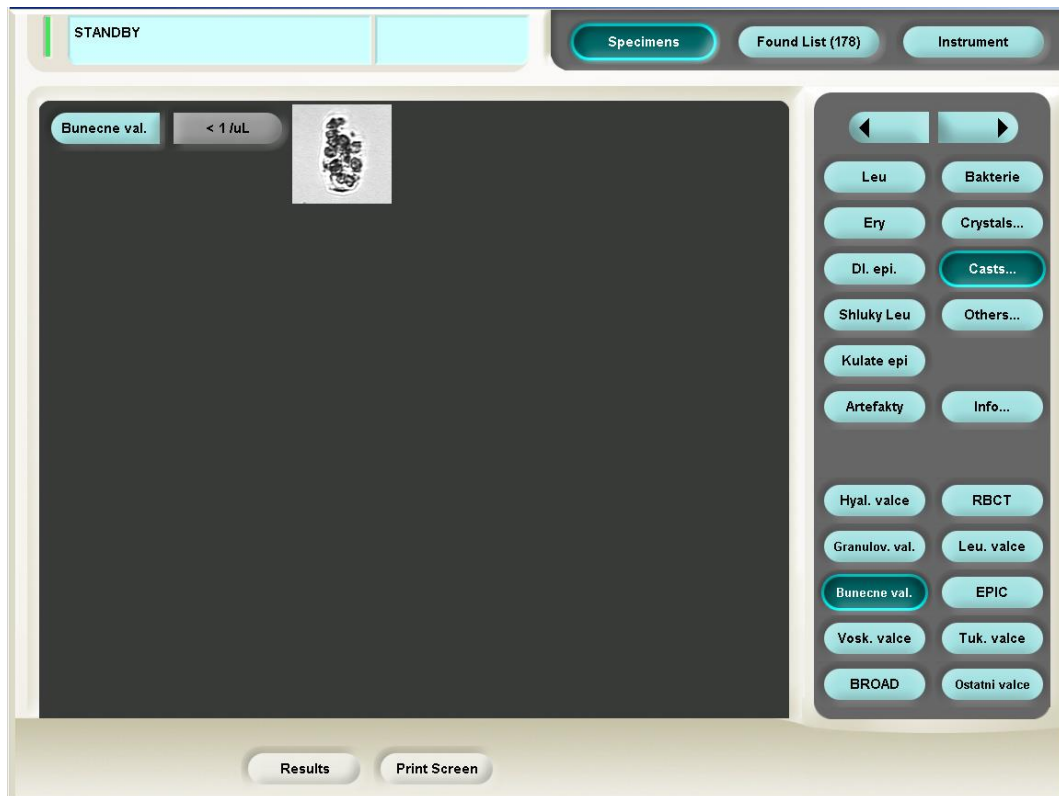 STANDBY
Specimens
Found List (178)
Instrument
Bunecne val.
< 1 /uL
Leu
Bakterie
Ery
Crystals...
Dl. epi.
Casts...
Shluky Leu
Others...
Kulate epi
Artefakty
Info...
Hyal. valce
RBCT
Granulov. val.
Leu. valce
Bunecne val.
EPIC
Vosk. valce
Tuk. valce
BROAD
Ostatni valce
Results
Print Screen